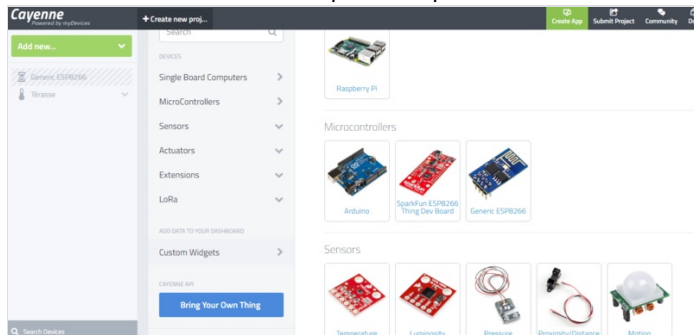 Cayenne
Powered by myDevices
+ Create new proj...
Create App
Submit Project
Community
Add new...
Generic ESP8266
Térasse
Search
DEVICES
Single Board Computers
MicroControllers
Sensors
Actuators
Extensions
LoRa
ADD DATA TO YOUR DASHBOARD
Custom Widgets
CAYENNE API
Bring Your Own Thing
Search Devices
Raspberry Pi
Microcontrollers
Arduino
SparkFun ESP8266
Thing Dev Board
Generic ESP8266
Sensors
Temperature
Luminosity
Pressure
Proximity/Distance
Motion